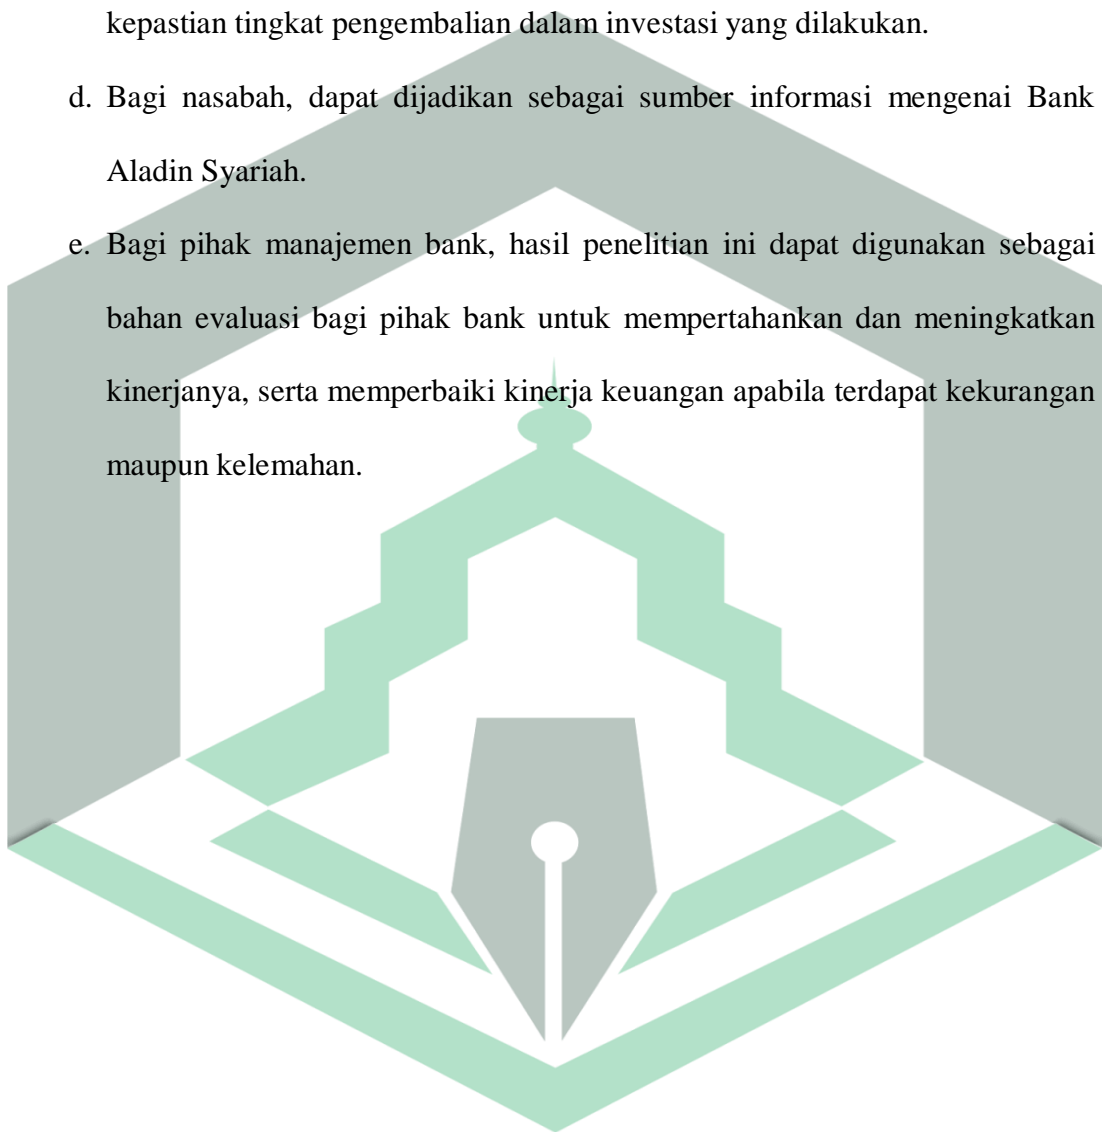 kepastian tingkat pengembalian dalam investasi yang dilakukan.
d. Bagi nasabah, dapat dijadikan sebagai sumber informasi mengenai Bank
Aladin Syariah.
e. Bagi pihak manajemen bank, hasil penelitian ini dapat digunakan sebagai
bahan evaluasi bagi pihak bank untuk mempertahankan dan meningkatkan
kinerjanya, serta memperbaiki kinerja keuangan apabila terdapat kekurangan
maupun kelemahan.